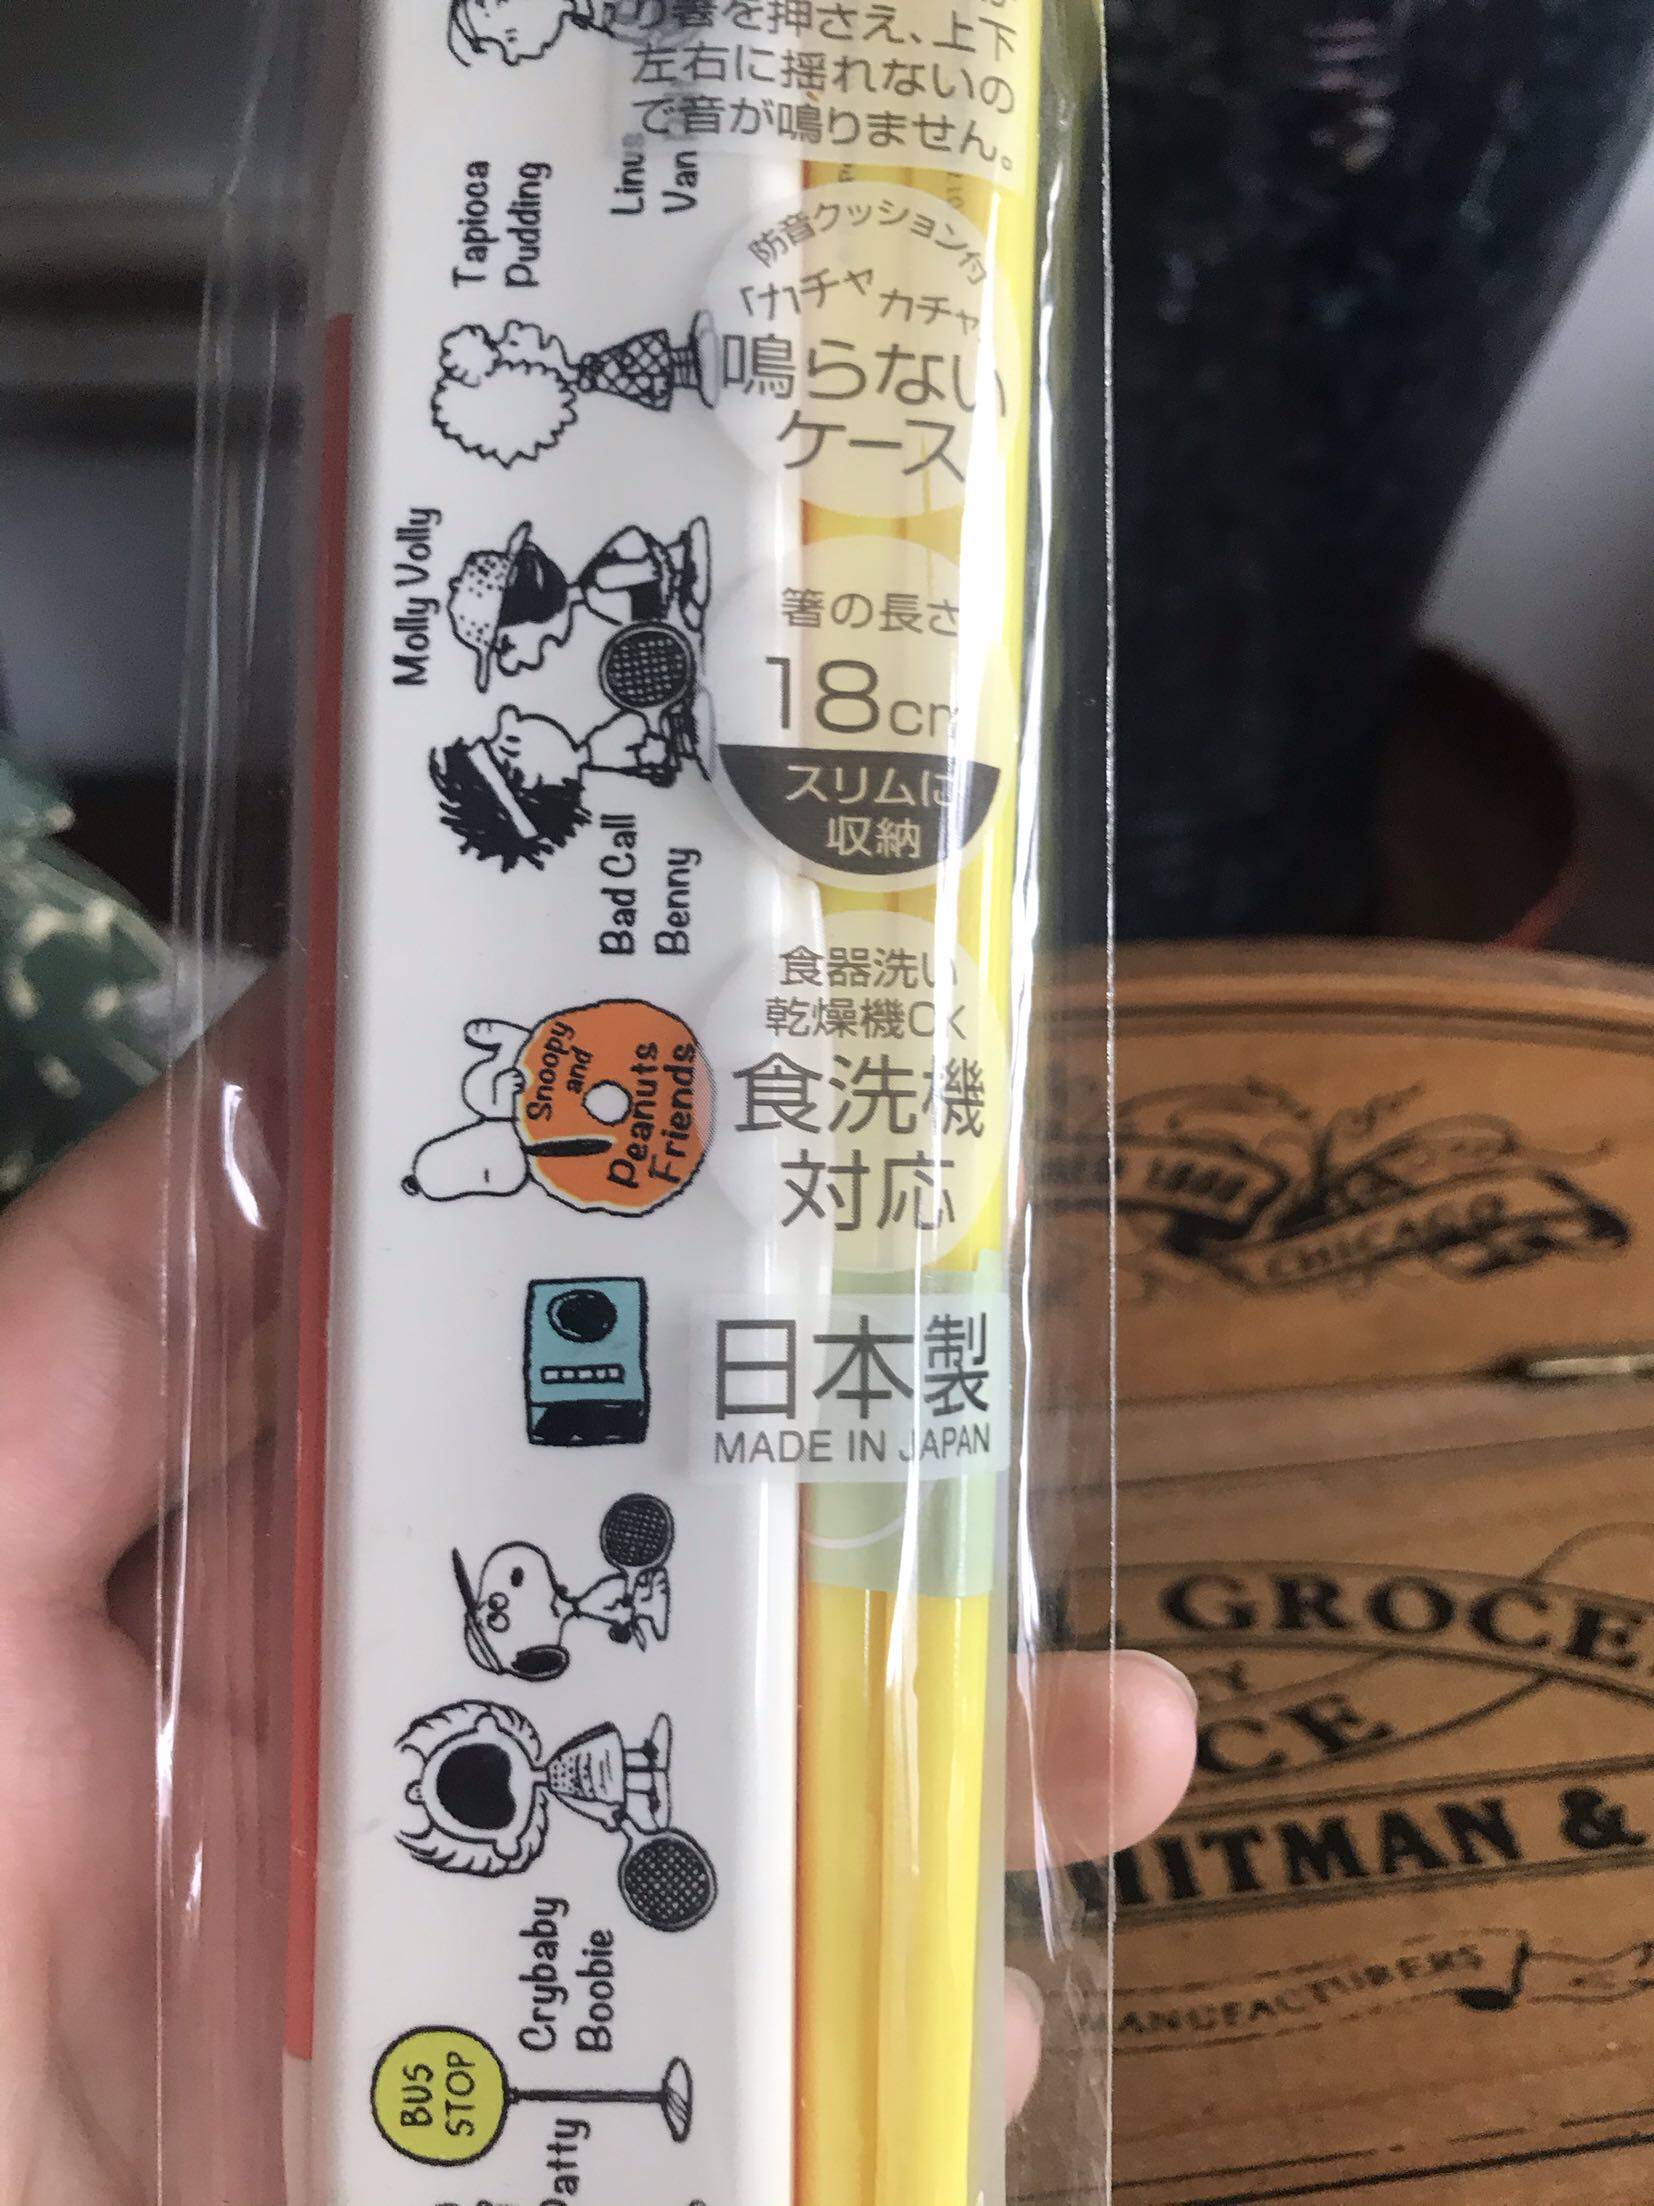 を押さえ、上下
左右に揺れないの
で音が鳴りません。
防音クッション付
「カチャカチャ
鳴らない
ケース
箸の長さ
18cm
スリムに
収納
食器洗い
乾燥機OK
食洗機
対応
日本製
MADE IN JAPAN
Tapioca
Pudding
Linus
Van
Molly Volly
Bad Call
Benny
Snoopy
and
Peanuts
Friends
Crybaby
Boobie
BUS
STOP
Patty
CHICAGO
GROCE
CE
HITMAN &
MANUFACTURERS